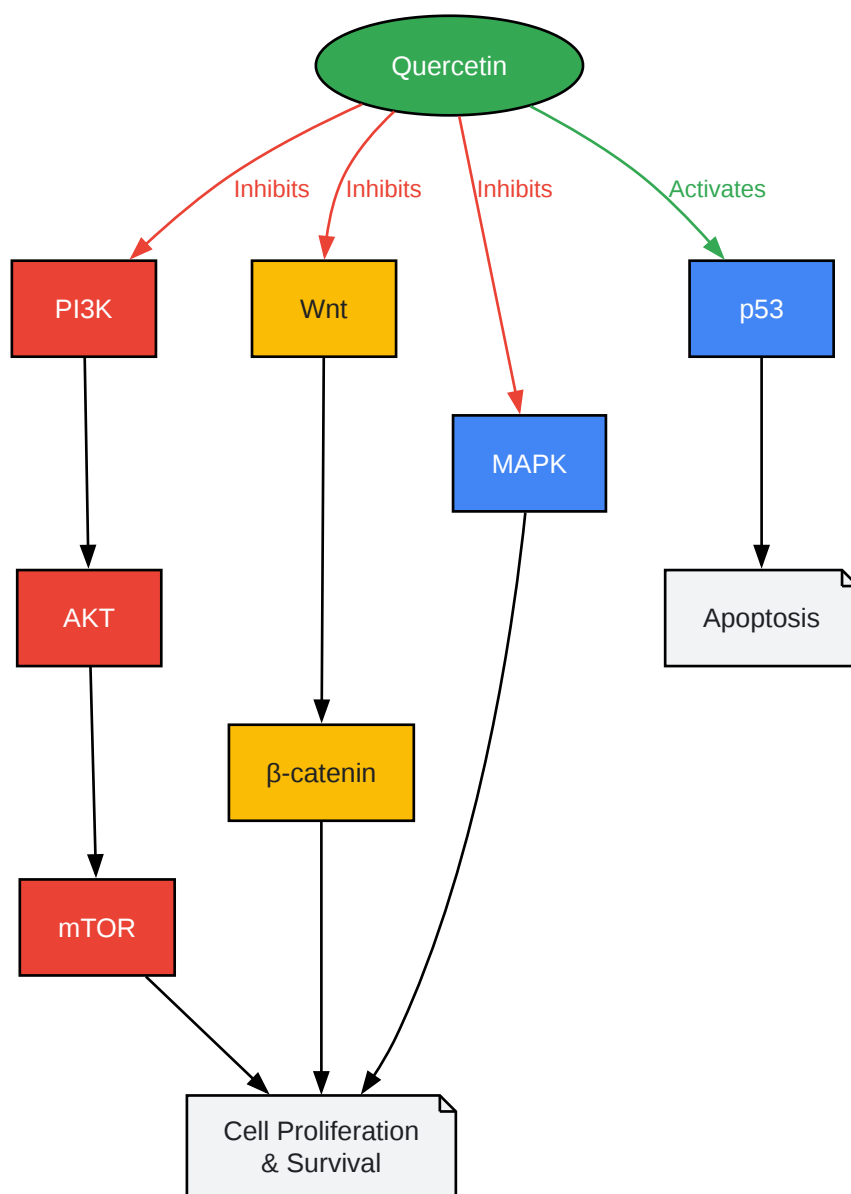 Quercetin
Inhibits
Inhibits
Inhibits
Activates
PI3K
Wnt
p53
MAPK
AKT
Apoptosis
β-catenin
mTOR
Cell Proliferation
& Survival